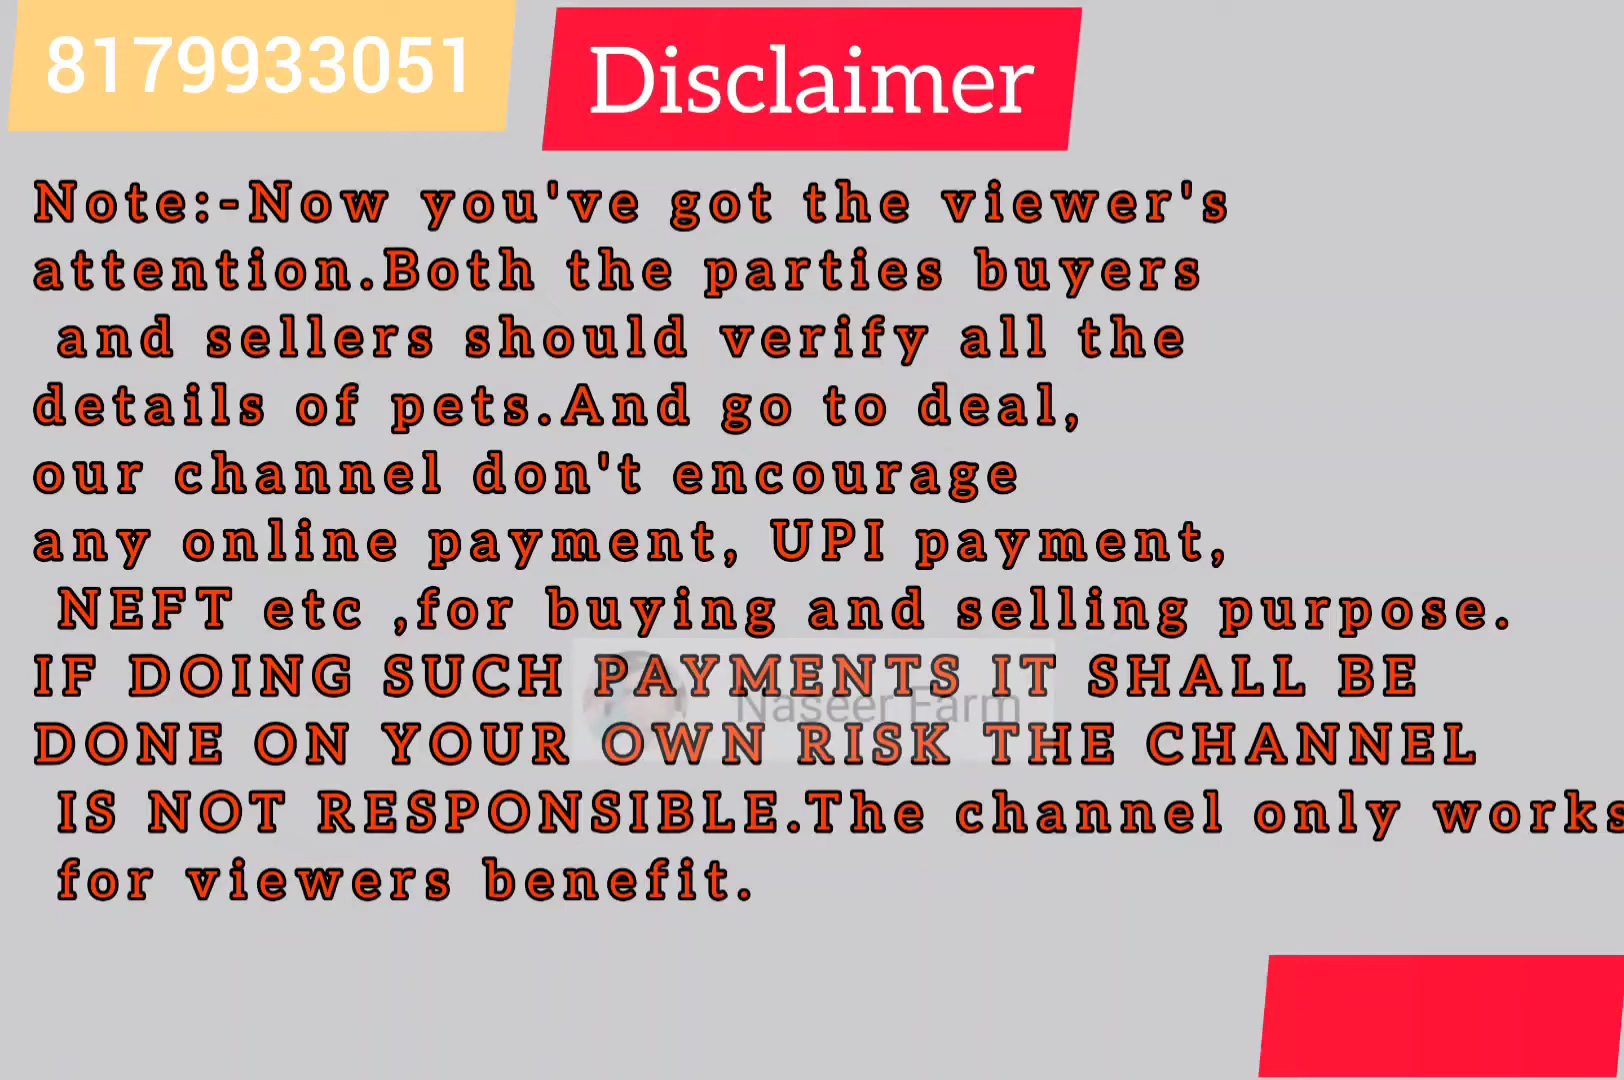 8179933051
Disclaimer
Note:-Now you've got the viewer's
attention.Both the parties buyers
and sellers should verify all the
details of pets.And go to deal,
our channel don't encourage
any online payment, UPI payment,
NEFT etc ,for buying and selling purpose.
IF DOING SUCH PAYMENTS IT SHALL BE
Naseer Farm
DONE ON YOUR OWN RISK THE CHANNEL
IS NOT RESPONSIBLE.The channel only works
for viewers benefit.